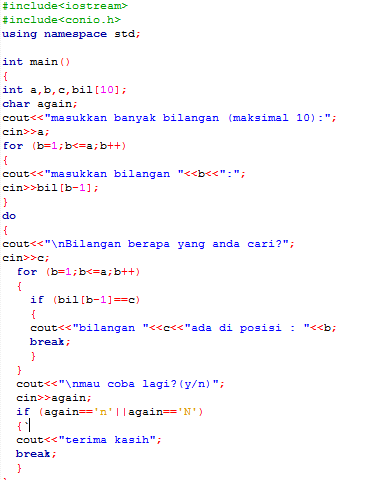 #include<iostream>
#include<conio.h>
using namespace std;

int main()
{
int a,b,c,bil[10];
char again;
cout<<"masukkan banyak bilangan (maksimal 10):";
cin>>a;
for (b=1;b<=a;b++)
{
cout<<"masukkan bilangan "<<b<<":";
cin>>bil[b-1];
}
do
{
cout<<"\nBilangan berapa yang anda cari?";
cin>>c;
  for (b=1;b<=a;b++)
  {
    if (bil[b-1]==c)
    {
    cout<<"bilangan "<<c<<"ada di posisi : "<<b;
    break;
    }
  }
  cout<<"\nmau coba lagi?(y/n)";
  cin>>again;
  if (again=='n'||again=='N')
  {`
  cout<<"terima kasih";
  break;
  }